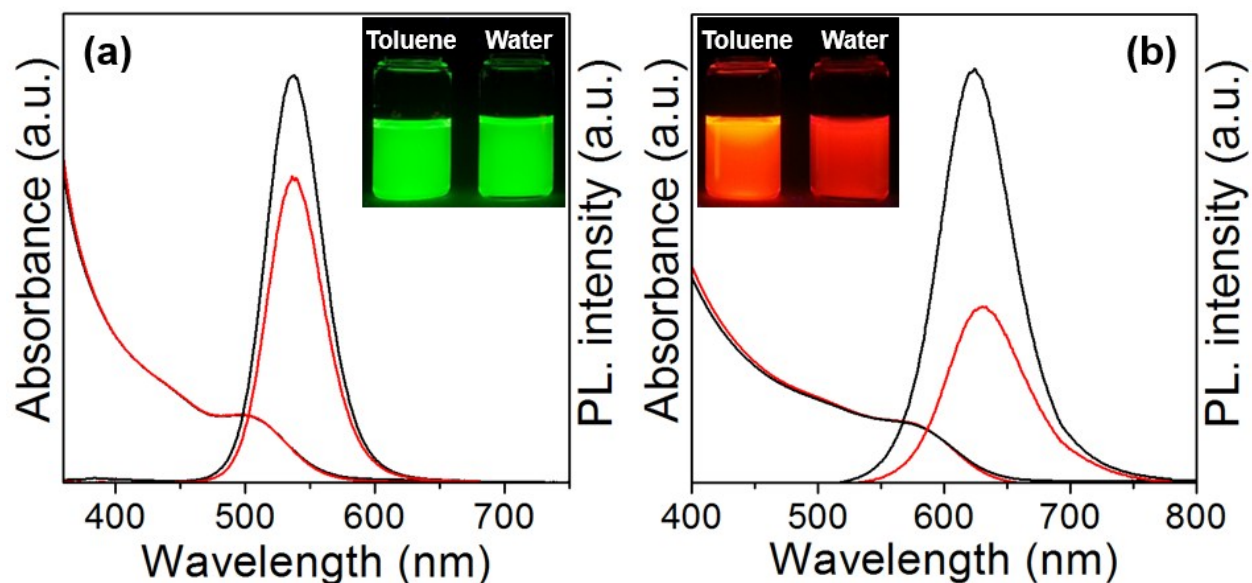 (a)
Toluene Water
Absorbance (a.u.)
PL. intensity (a.u.)
400 500 600 700
Wavelength (nm)
Toluene Water
(b)
Absorbance (a.u.)
PL. intensity (a.u.)
400 500 600 700 800
Wavelength (nm)